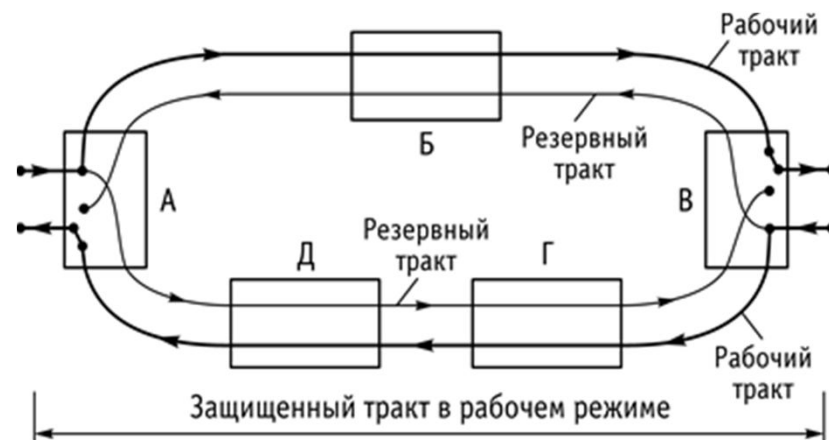 Рабочий
тракт
Резервный
тракт
Б
А
В
Резервный
тракт
Д
Г
Рабочий
тракт
Защищенный тракт в рабочем режиме